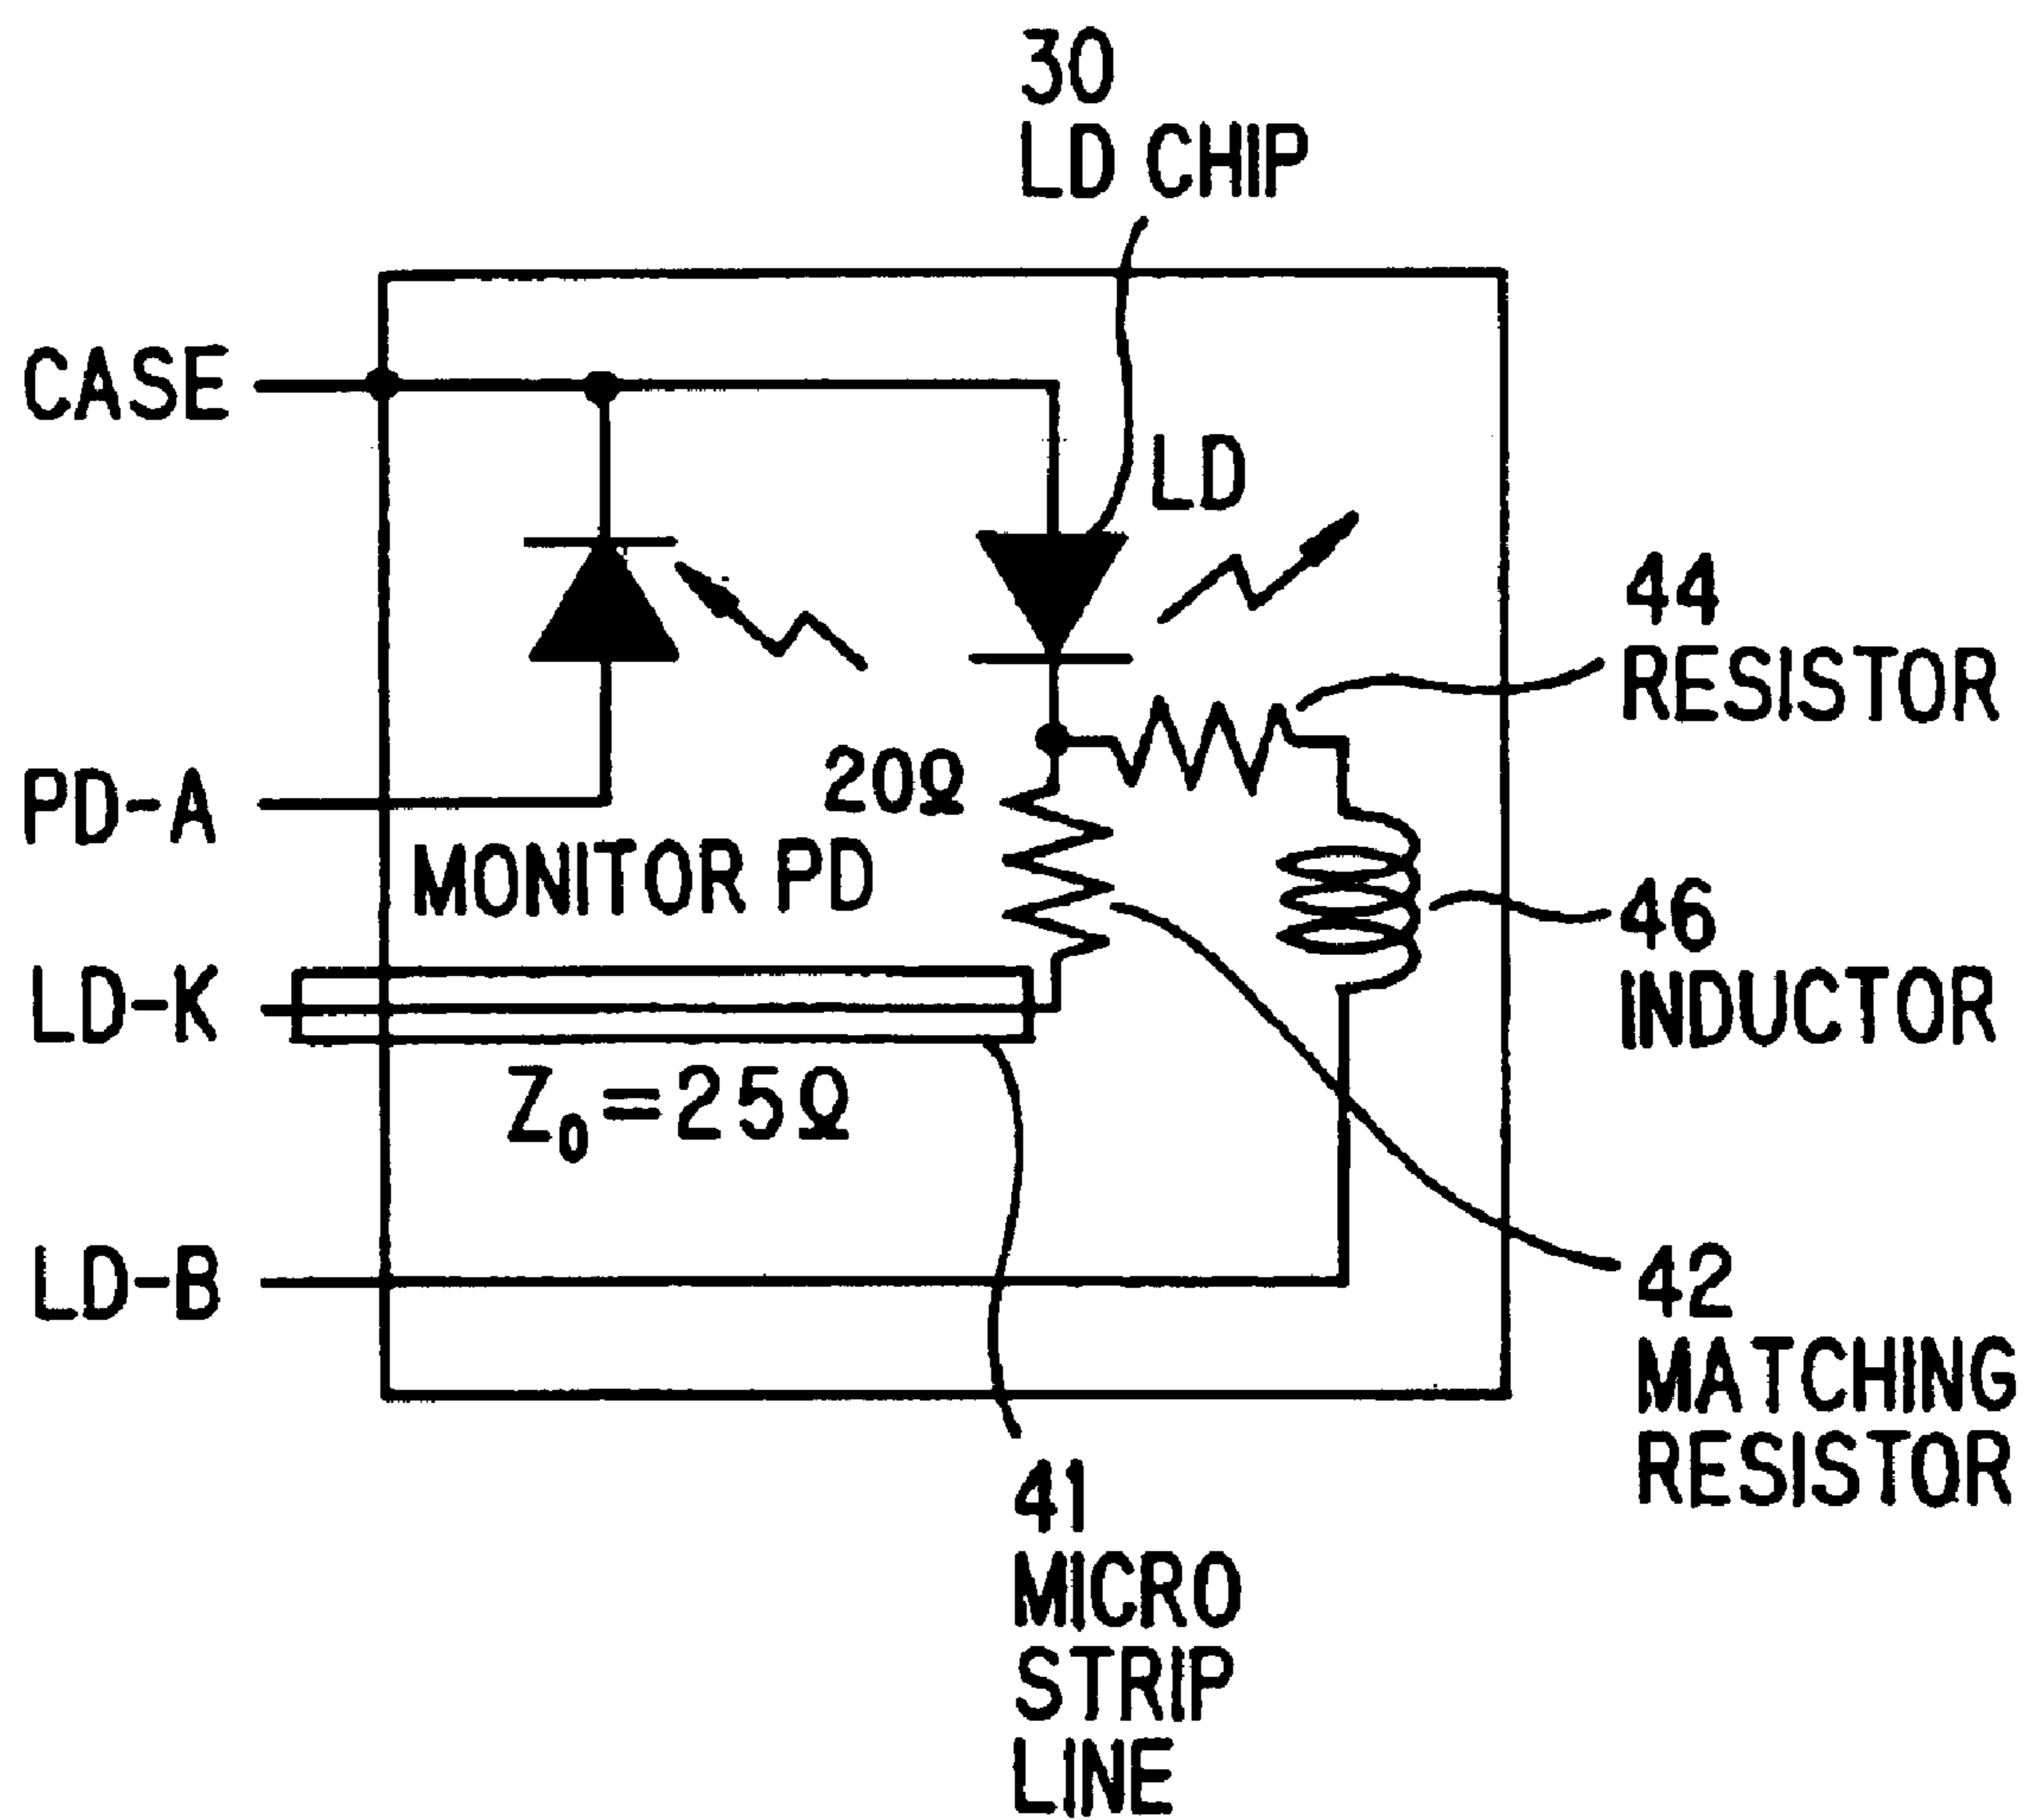 30
LD CHIP
CASE
LD
44
RESISTOR
20Ω
PD-A
MONITOR PD
46
INDUCTOR
LD-K
Z₀=25Ω
LD-B
42
MATCHING
RESISTOR
41
MICRO
STRIP
LINE